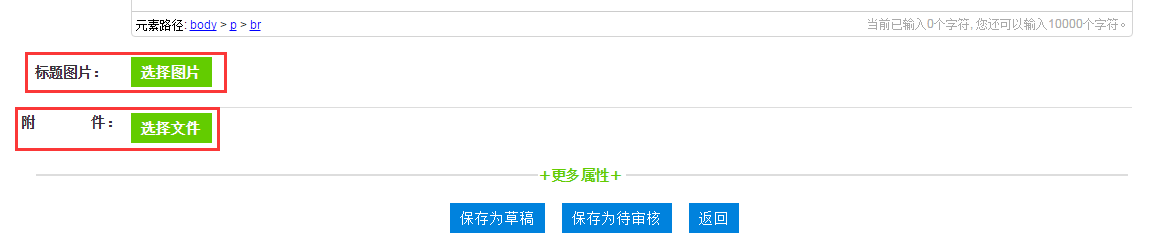 元素路径: body > p > br 当前已输入0个字符, 您还可以输入10000个字符。
标题图片： 选择图片
附 件： 选择文件
+更多属性+
保存为草稿 保存为待审核 返回